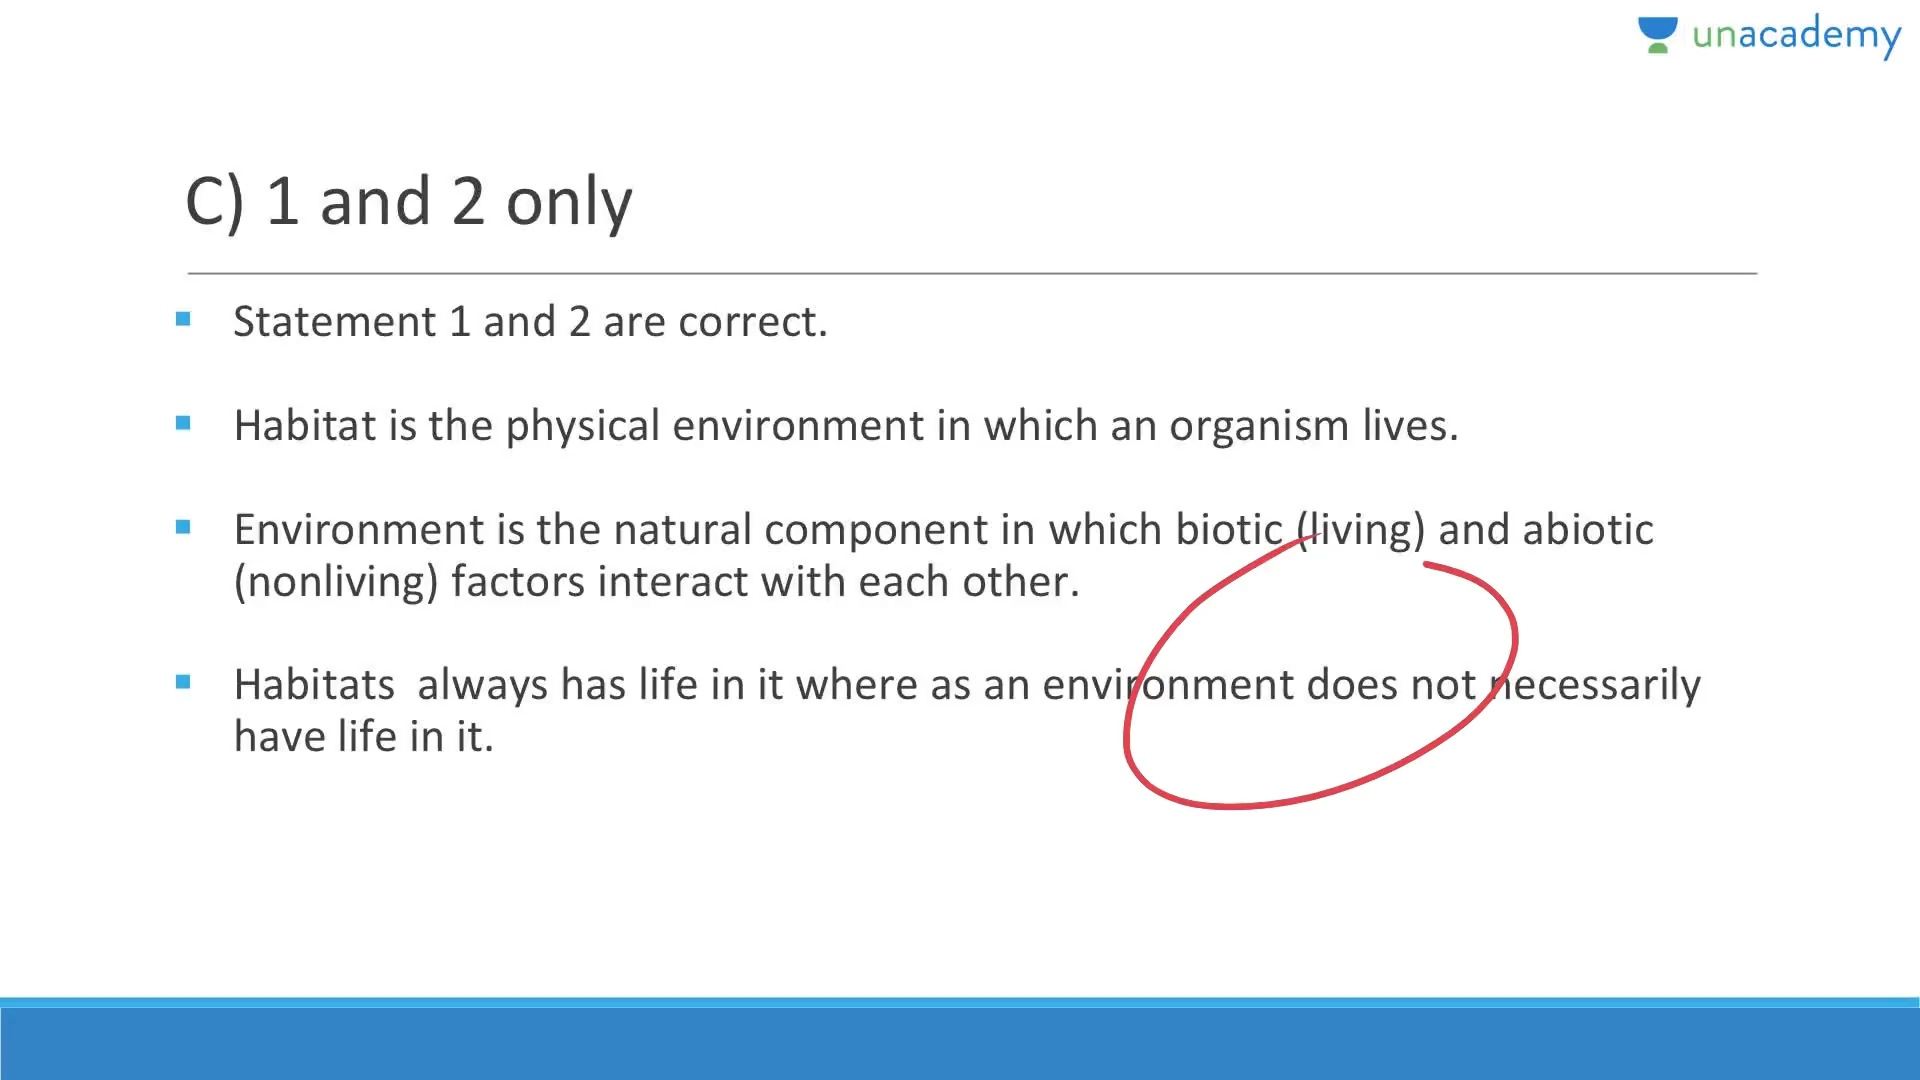 unacademy
C) 1 and 2 only
Statement 1 and 2 are correct.
Habitat is the physical environment in which an organism lives.
Environment is the natural component in which biotic (living) and abiotic
(nonliving) factors interact with each other.
Habitats  always has life in it where as an environment does not necessarily
have life in it.